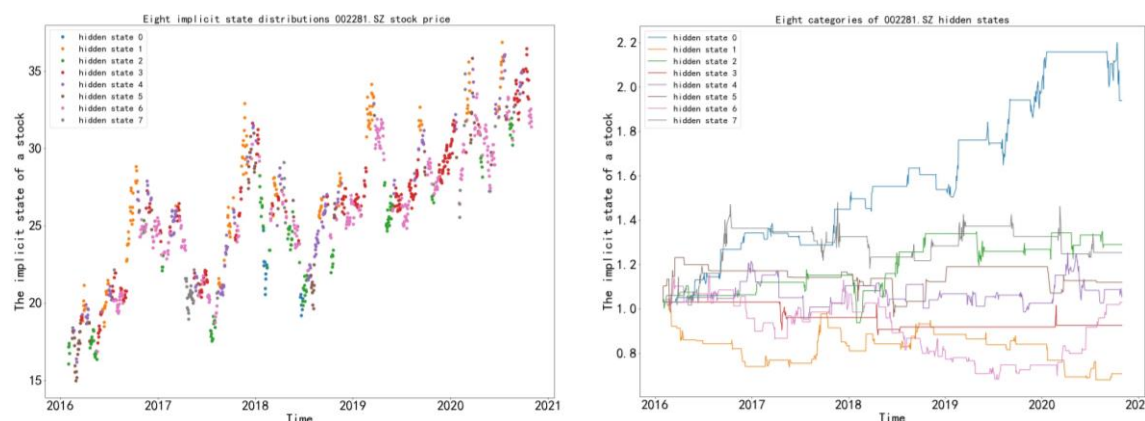 Eight implicit state distributions 002281.SZ stock price
The implicit state of a stock
35
30
25
20
15
hidden state 0
hidden state 1
hidden state 2
hidden state 3
hidden state 4
hidden state 5
hidden state 6
hidden state 7
2016
2017
2018
2019
2020
2021
Time
Eight categories of 002281.SZ hidden states
The implicit state of a stock
2.2
2.0
1.8
1.6
1.4
1.2
1.0
0.8
hidden state 0
hidden state 1
hidden state 2
hidden state 3
hidden state 4
hidden state 5
hidden state 6
hidden state 7
2016
2017
2018
2019
2020
202
Time